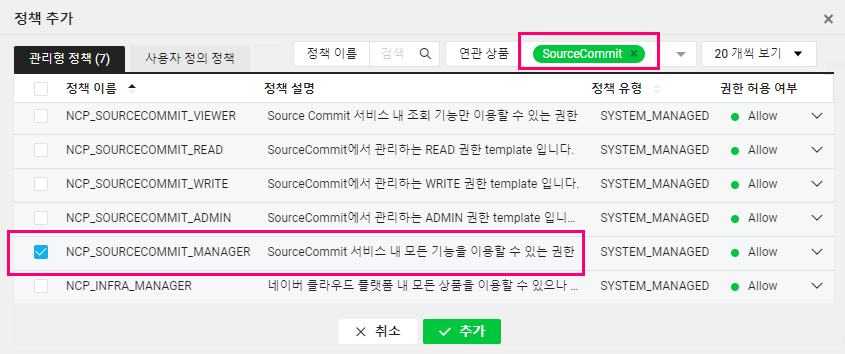 정책 추가
관리형 정책 (7) 사용자 정의 정책 정책 이름 검색 연관 상품 SourceCommit 20 개씩 보기
정책 이름 정책 설명 정책 유형 권한 허용 여부
NCP_SOURCECOMMIT_VIEWER Source Commit 서비스 내 조회 기능만 이용할 수 있는 권한 SYSTEM_MANAGED Allow
NCP_SOURCECOMMIT_READ SourceCommit에서 관리하는 READ 권한 template 입니다. SYSTEM_MANAGED Allow
NCP_SOURCECOMMIT_WRITE SourceCommit에서 관리하는 WRITE 권한 template 입니다. SYSTEM_MANAGED Allow
NCP_SOURCECOMMIT_ADMIN SourceCommit에서 관리하는 ADMIN 권한 template 입니... SYSTEM_MANAGED Allow
NCP_SOURCECOMMIT_MANAGER SourceCommit 서비스 내 모든 기능을 이용할 수 있는 권한 SYSTEM_MANAGED Allow
NCP_INFRA_MANAGER 네이버 클라우드 플랫폼 내 모든 상품을 이용할 수 있으나 ... SYSTEM_MANAGED Allow
취소 추가